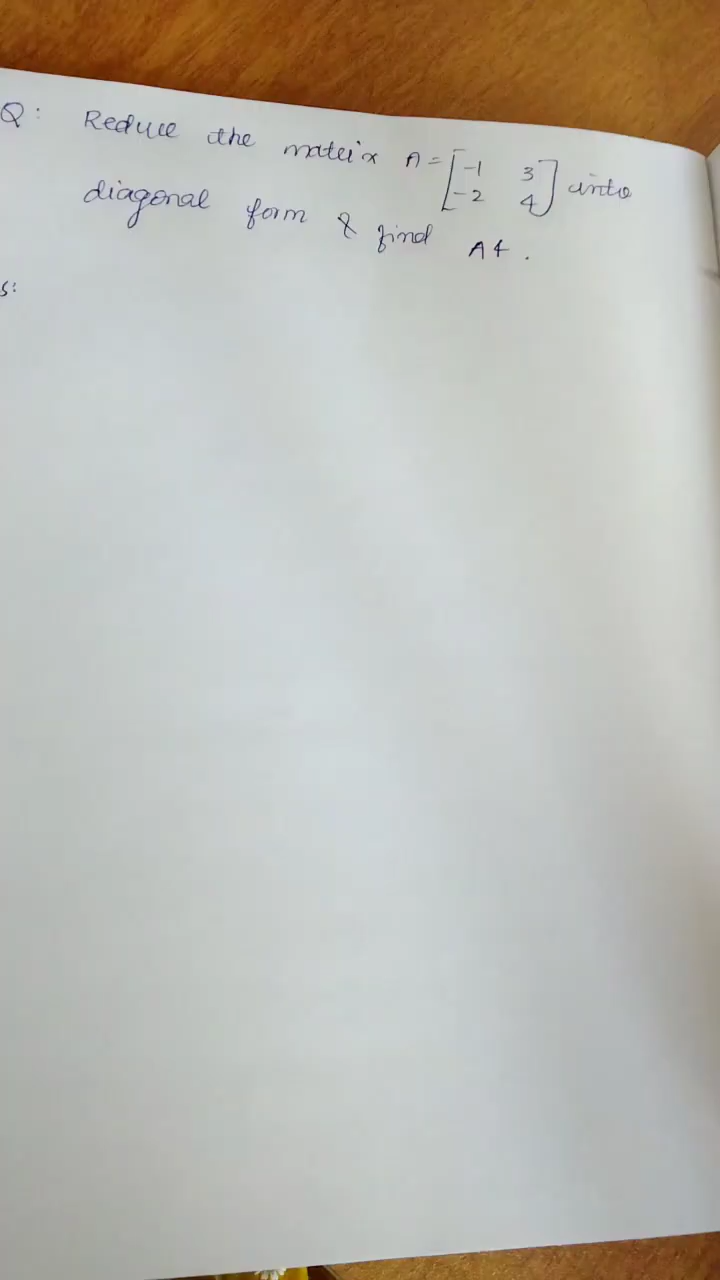 Q: Reduce the matrix A = [-1 3
-2 4] into
diagonal form & find A4.
s: